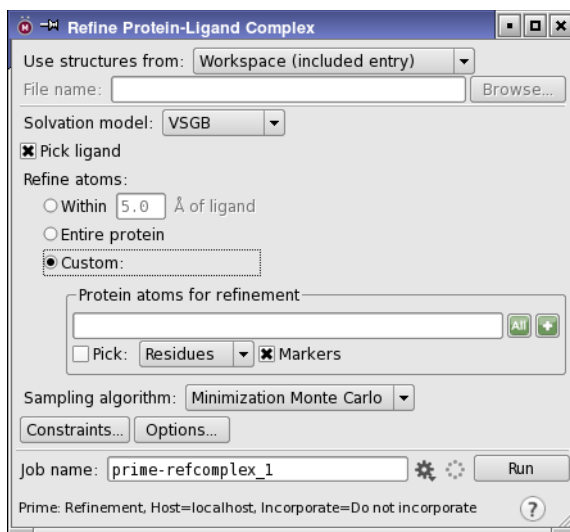 Refine Protein-Ligand Complex
Use structures from: Workspace (included entry)
File name: Browse...
Solvation model: VSGB
Pick ligand
Refine atoms:
Within 5.0 Å of ligand
Entire protein
Custom:
Protein atoms for refinement
All
Pick: Residues Markers
Sampling algorithm: Minimization Monte Carlo
Constraints... Options...
Job name: prime-refcomplex_1 Run
Prime: Refinement, Host=localhost, Incorporate=Do not incorporate ?